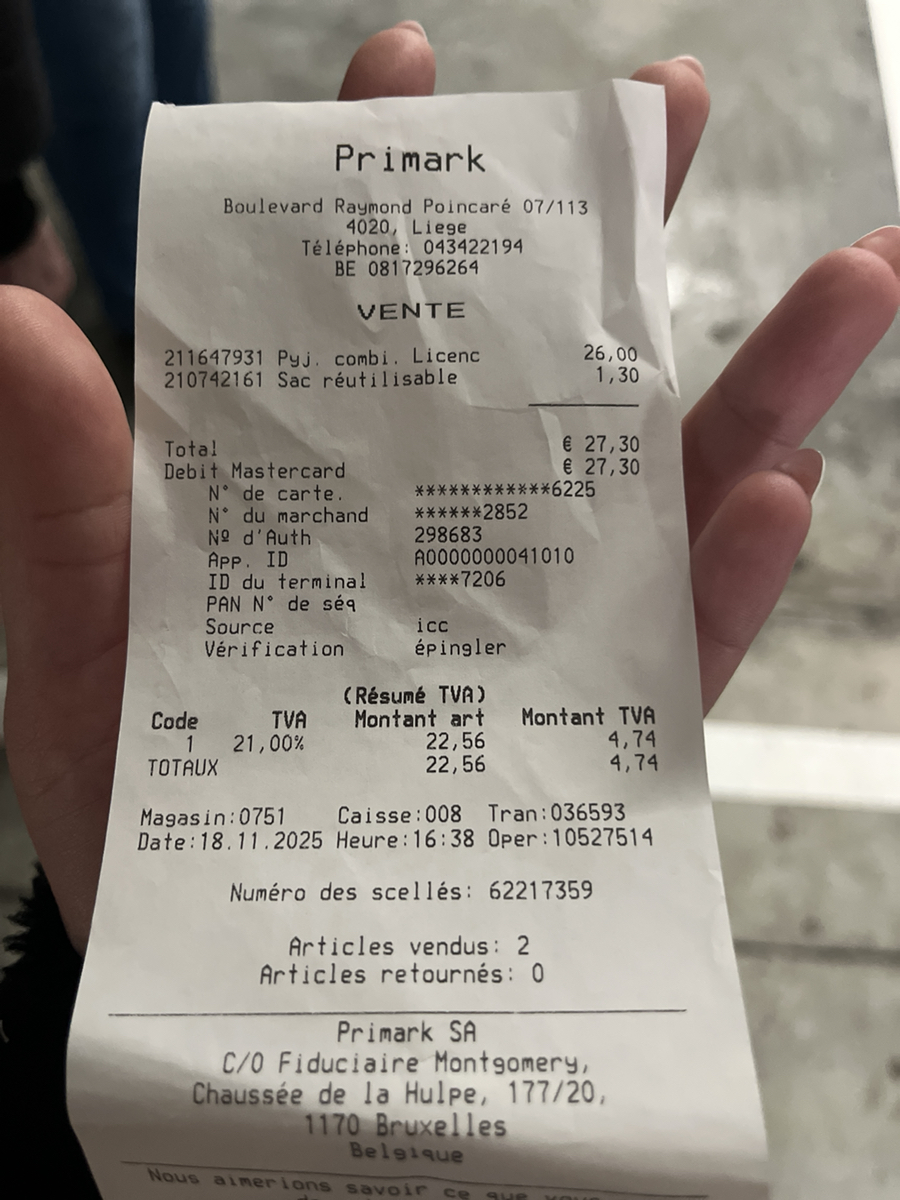 Primark
Boulevard Raymond Poincaré 07/113
4020, Liege
Téléphone: 043422194
BE 0817296264
VENTE
211647931 Pyj. combi. Licenc 26,00
210742161 Sac réutilisable 1,30
Total € 27,30
Debit Mastercard € 27,30
N° de carte. ************6225
N° du marchand ******2852
Nº d'Auth 298683
App. ID A0000000041010
ID du terminal ****7206
PAN N° de séq
Source icc
Vérification épingler
(Résumé TVA)
Code TVA Montant art Montant TVA
1 21,00% 22,56 4,74
TOTAUX 22,56 4,74
Magasin:0751 Caisse:008 Tran:036593
Date:18.11.2025 Heure:16:38 Oper:10527514
Numéro des scellés: 62217359
Articles vendus: 2
Articles retournés: 0
Primark SA
C/O Fiduciaire Montgomery,
Chaussée de la Hulpe, 177/20,
1170 Bruxelles
Belgique
Nous aimerions savoir ce que